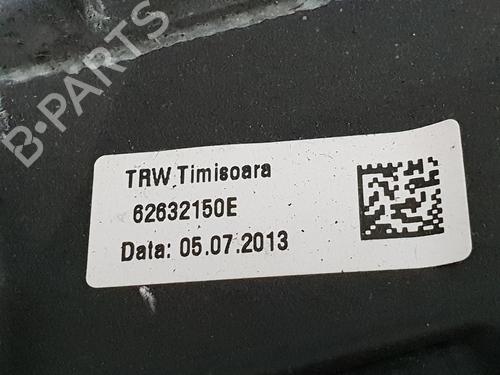 B-PARTS
TRW Timisoara
62632150E
Data: 05.07.2013